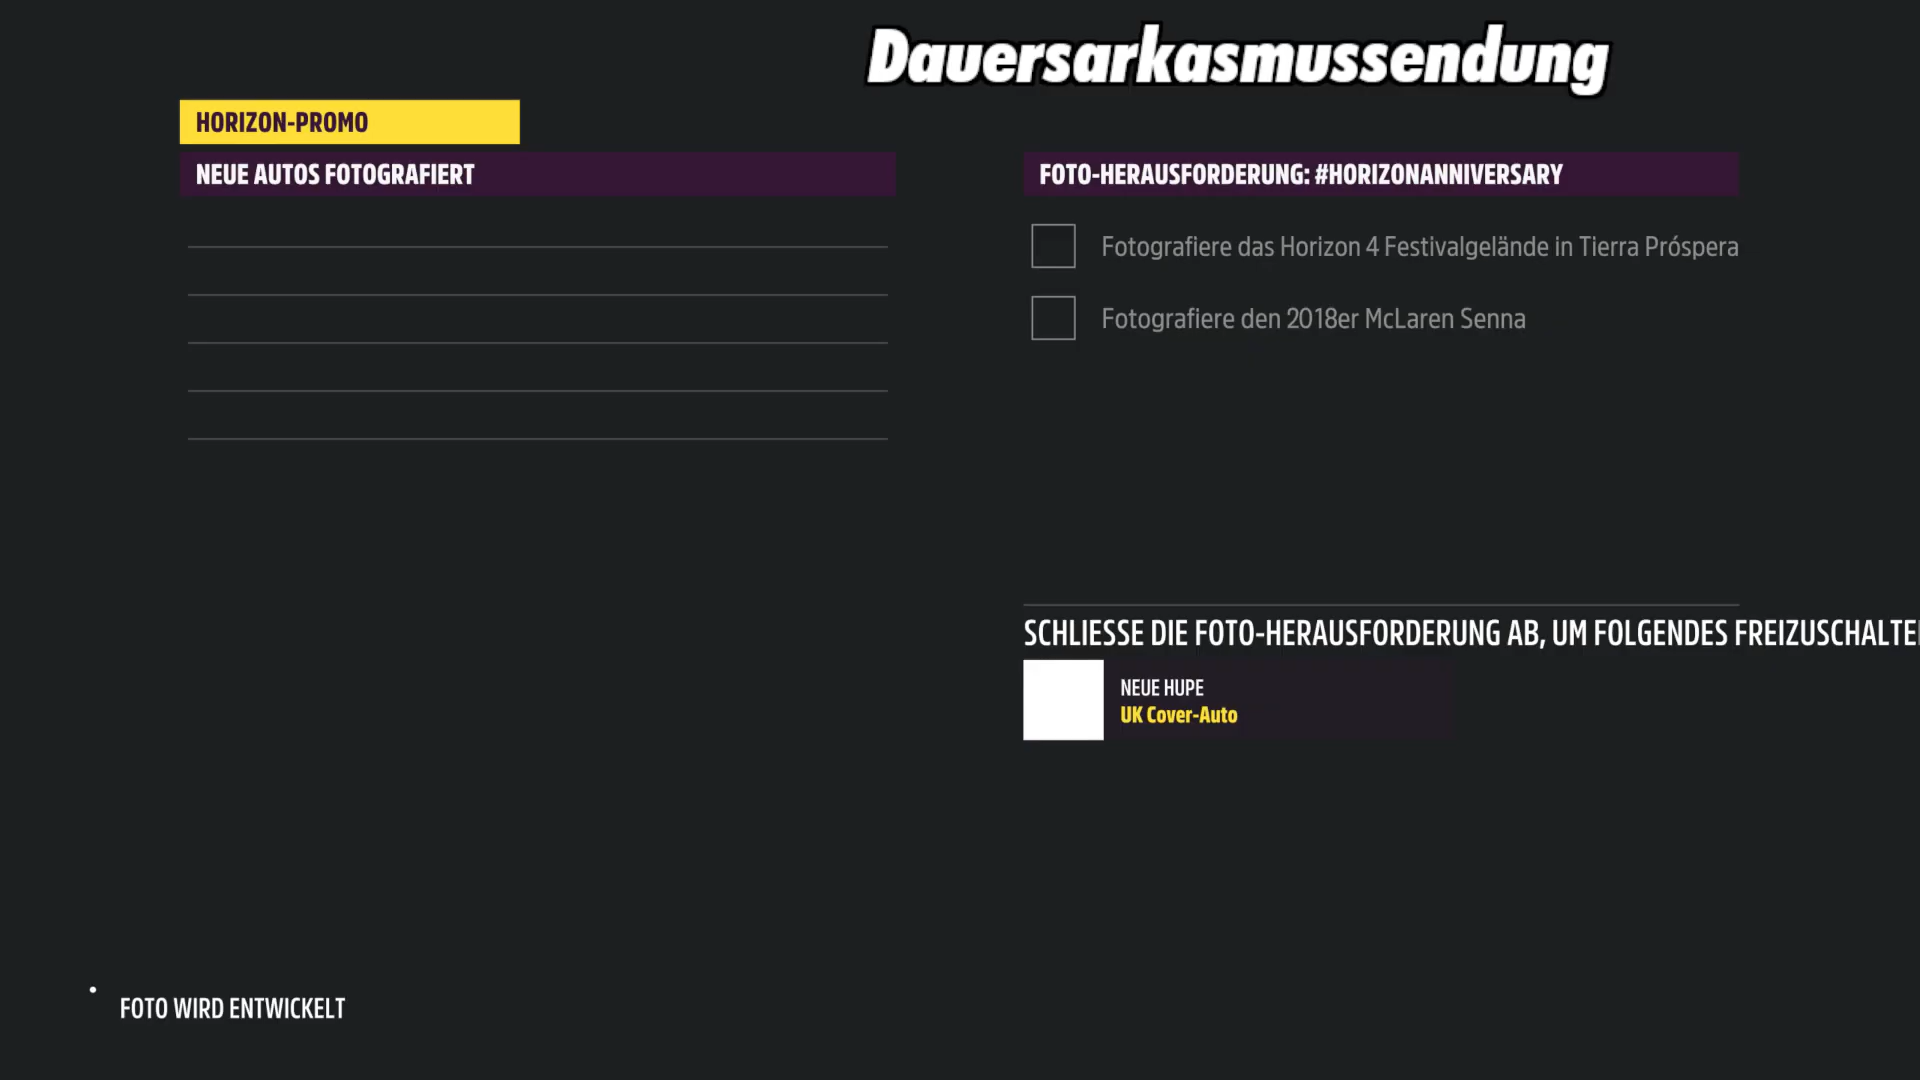 Dauersarkasmussendung
HORIZON-PROMO
NEUE AUTOS FOTOGRAFIERT
FOTO-HERAUSFORDERUNG: #HORIZONANNIVERSARY
Fotografiere das Horizon 4 Festivalgelände in Tierra Próspera
Fotografiere den 2018er McLaren Senna
SCHLIESSE DIE FOTO-HERAUSFORDERUNG AB, UM FOLGENDES
NEUE HUPE
UK Cover-Auto
FOTO WIRD ENTWICKELT